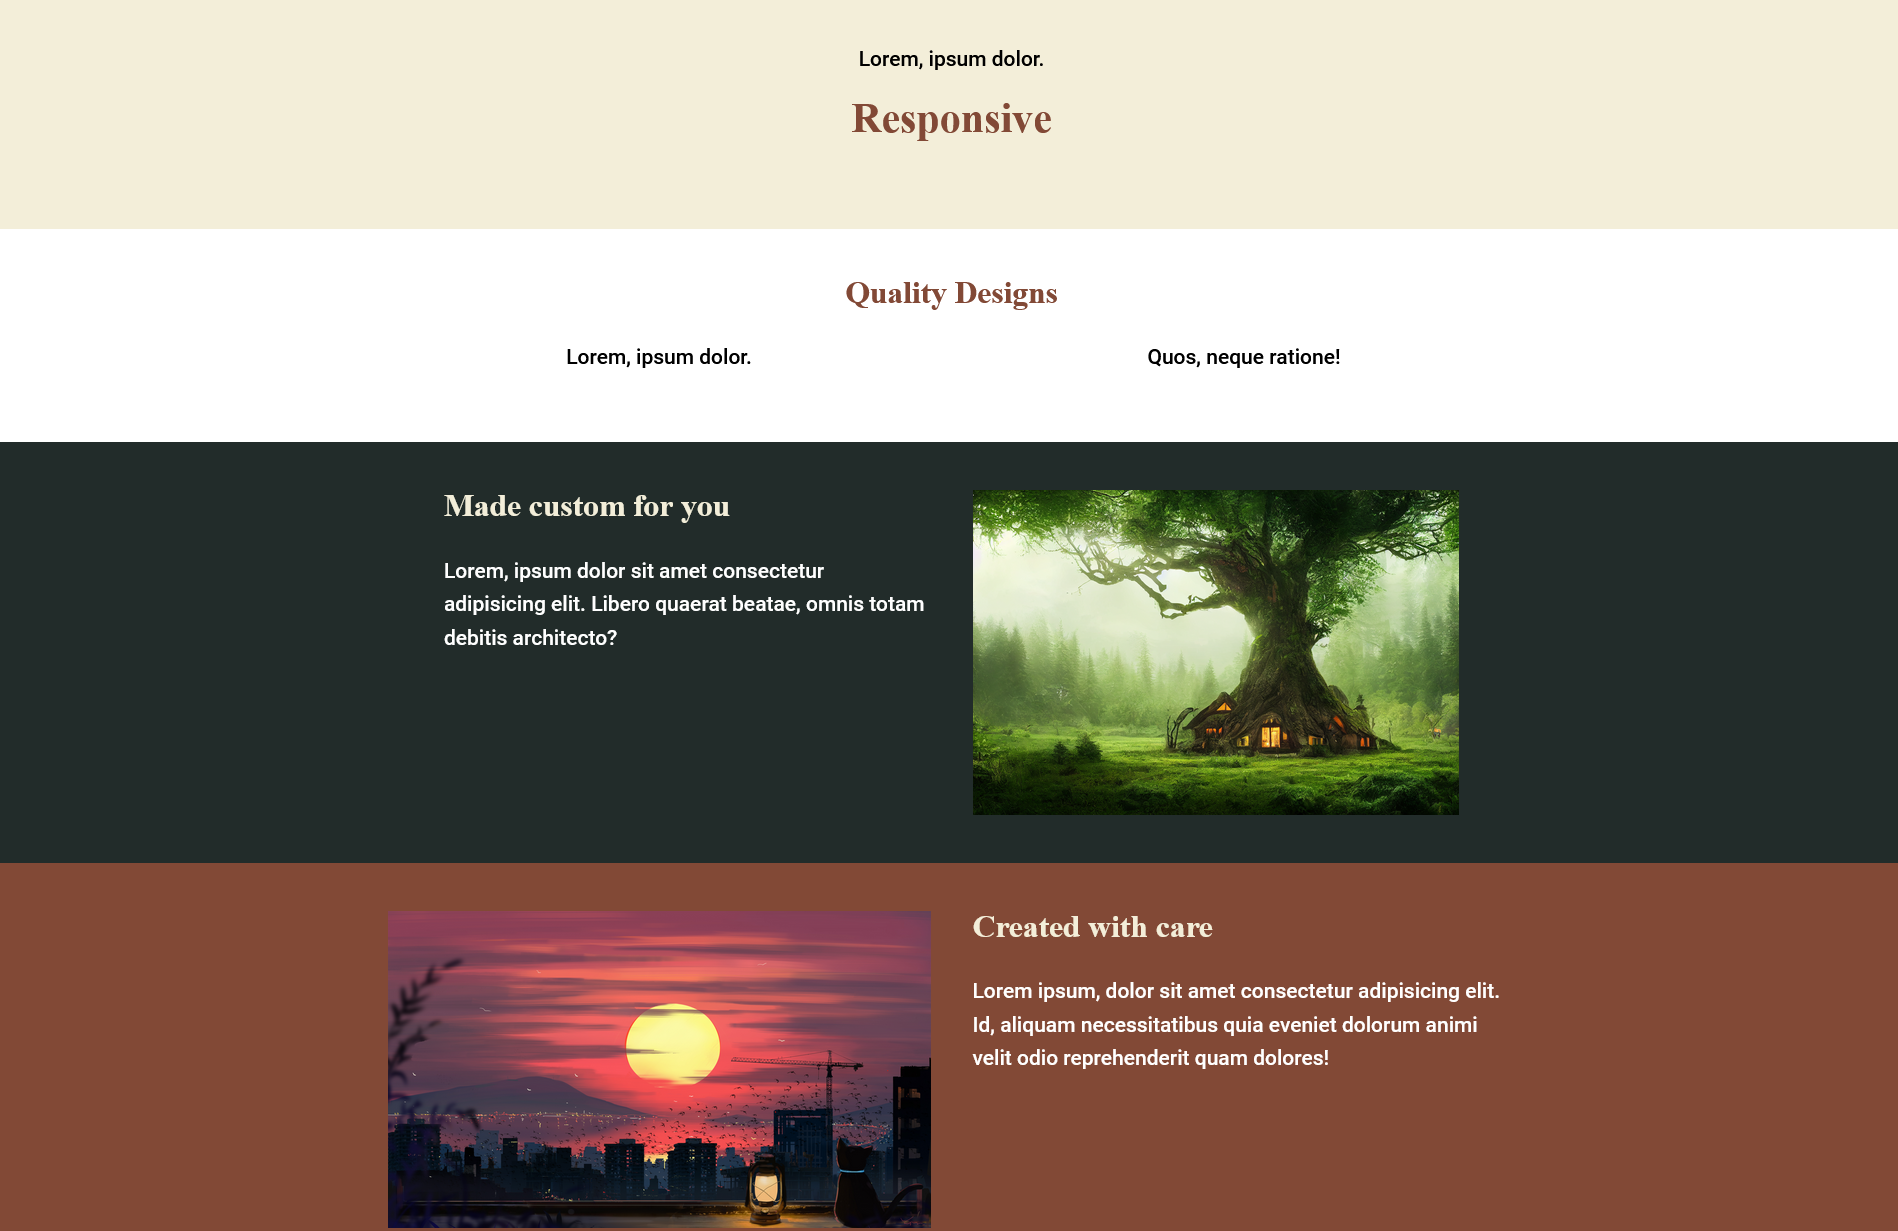 Lorem, ipsum dolor.
Responsive
Quality Designs
Lorem, ipsum dolor.
Quos, neque ratione!
Made custom for you
Lorem, ipsum dolor sit amet consectetur
adipisicing elit. Libero quaerat beatae, omnis totam
debitis architecto?
Created with care
Lorem ipsum, dolor sit amet consectetur adipisicing elit.
Id, aliquam necessitatibus quia eveniet dolorum animi
velit odio reprehenderit quam dolores!